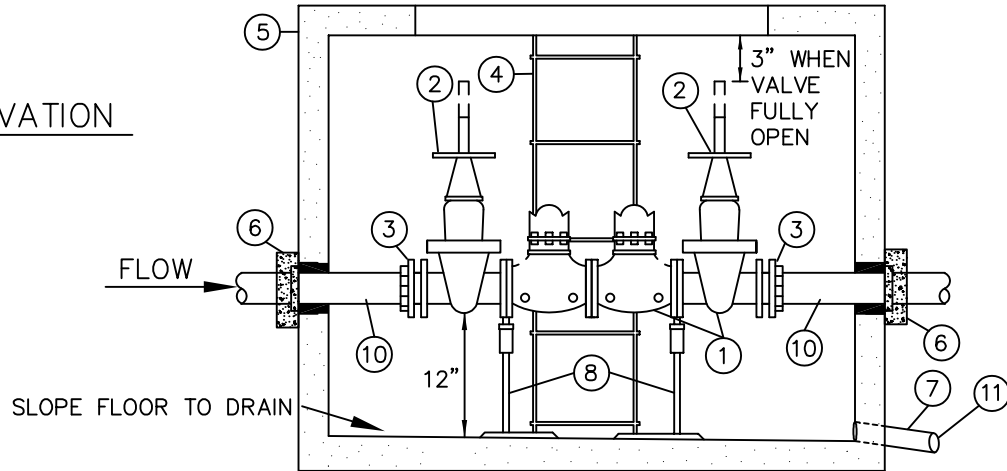 5
4
3” WHEN
VALVE
FULLY
OPEN
2
2
VATION
6
3
3
FLOW
10
1
10
6
12”
8
7
11
SLOPE FLOOR TO DRAIN